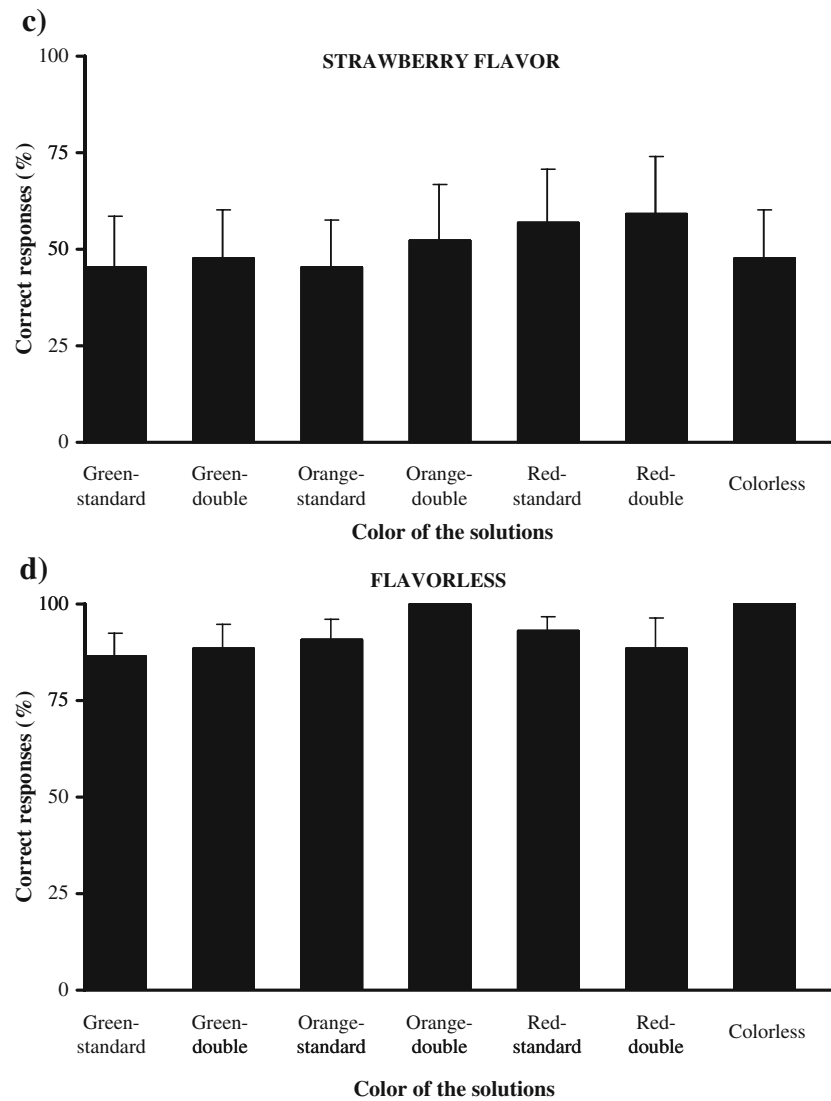 c)
STRAWBERRY FLAVOR
100
75
50
25
0
Correct responses (%)
Green-
standard
Green-
double
Orange-
standard
Orange-
double
Red-
standard
Red-
double
Colorless
Color of the solutions
d)
FLAVORLESS
100
75
50
25
0
Correct responses (%)
Green-
standard
Green-
double
Orange-
standard
Orange-
double
Red-
standard
Red-
double
Colorless
Color of the solutions